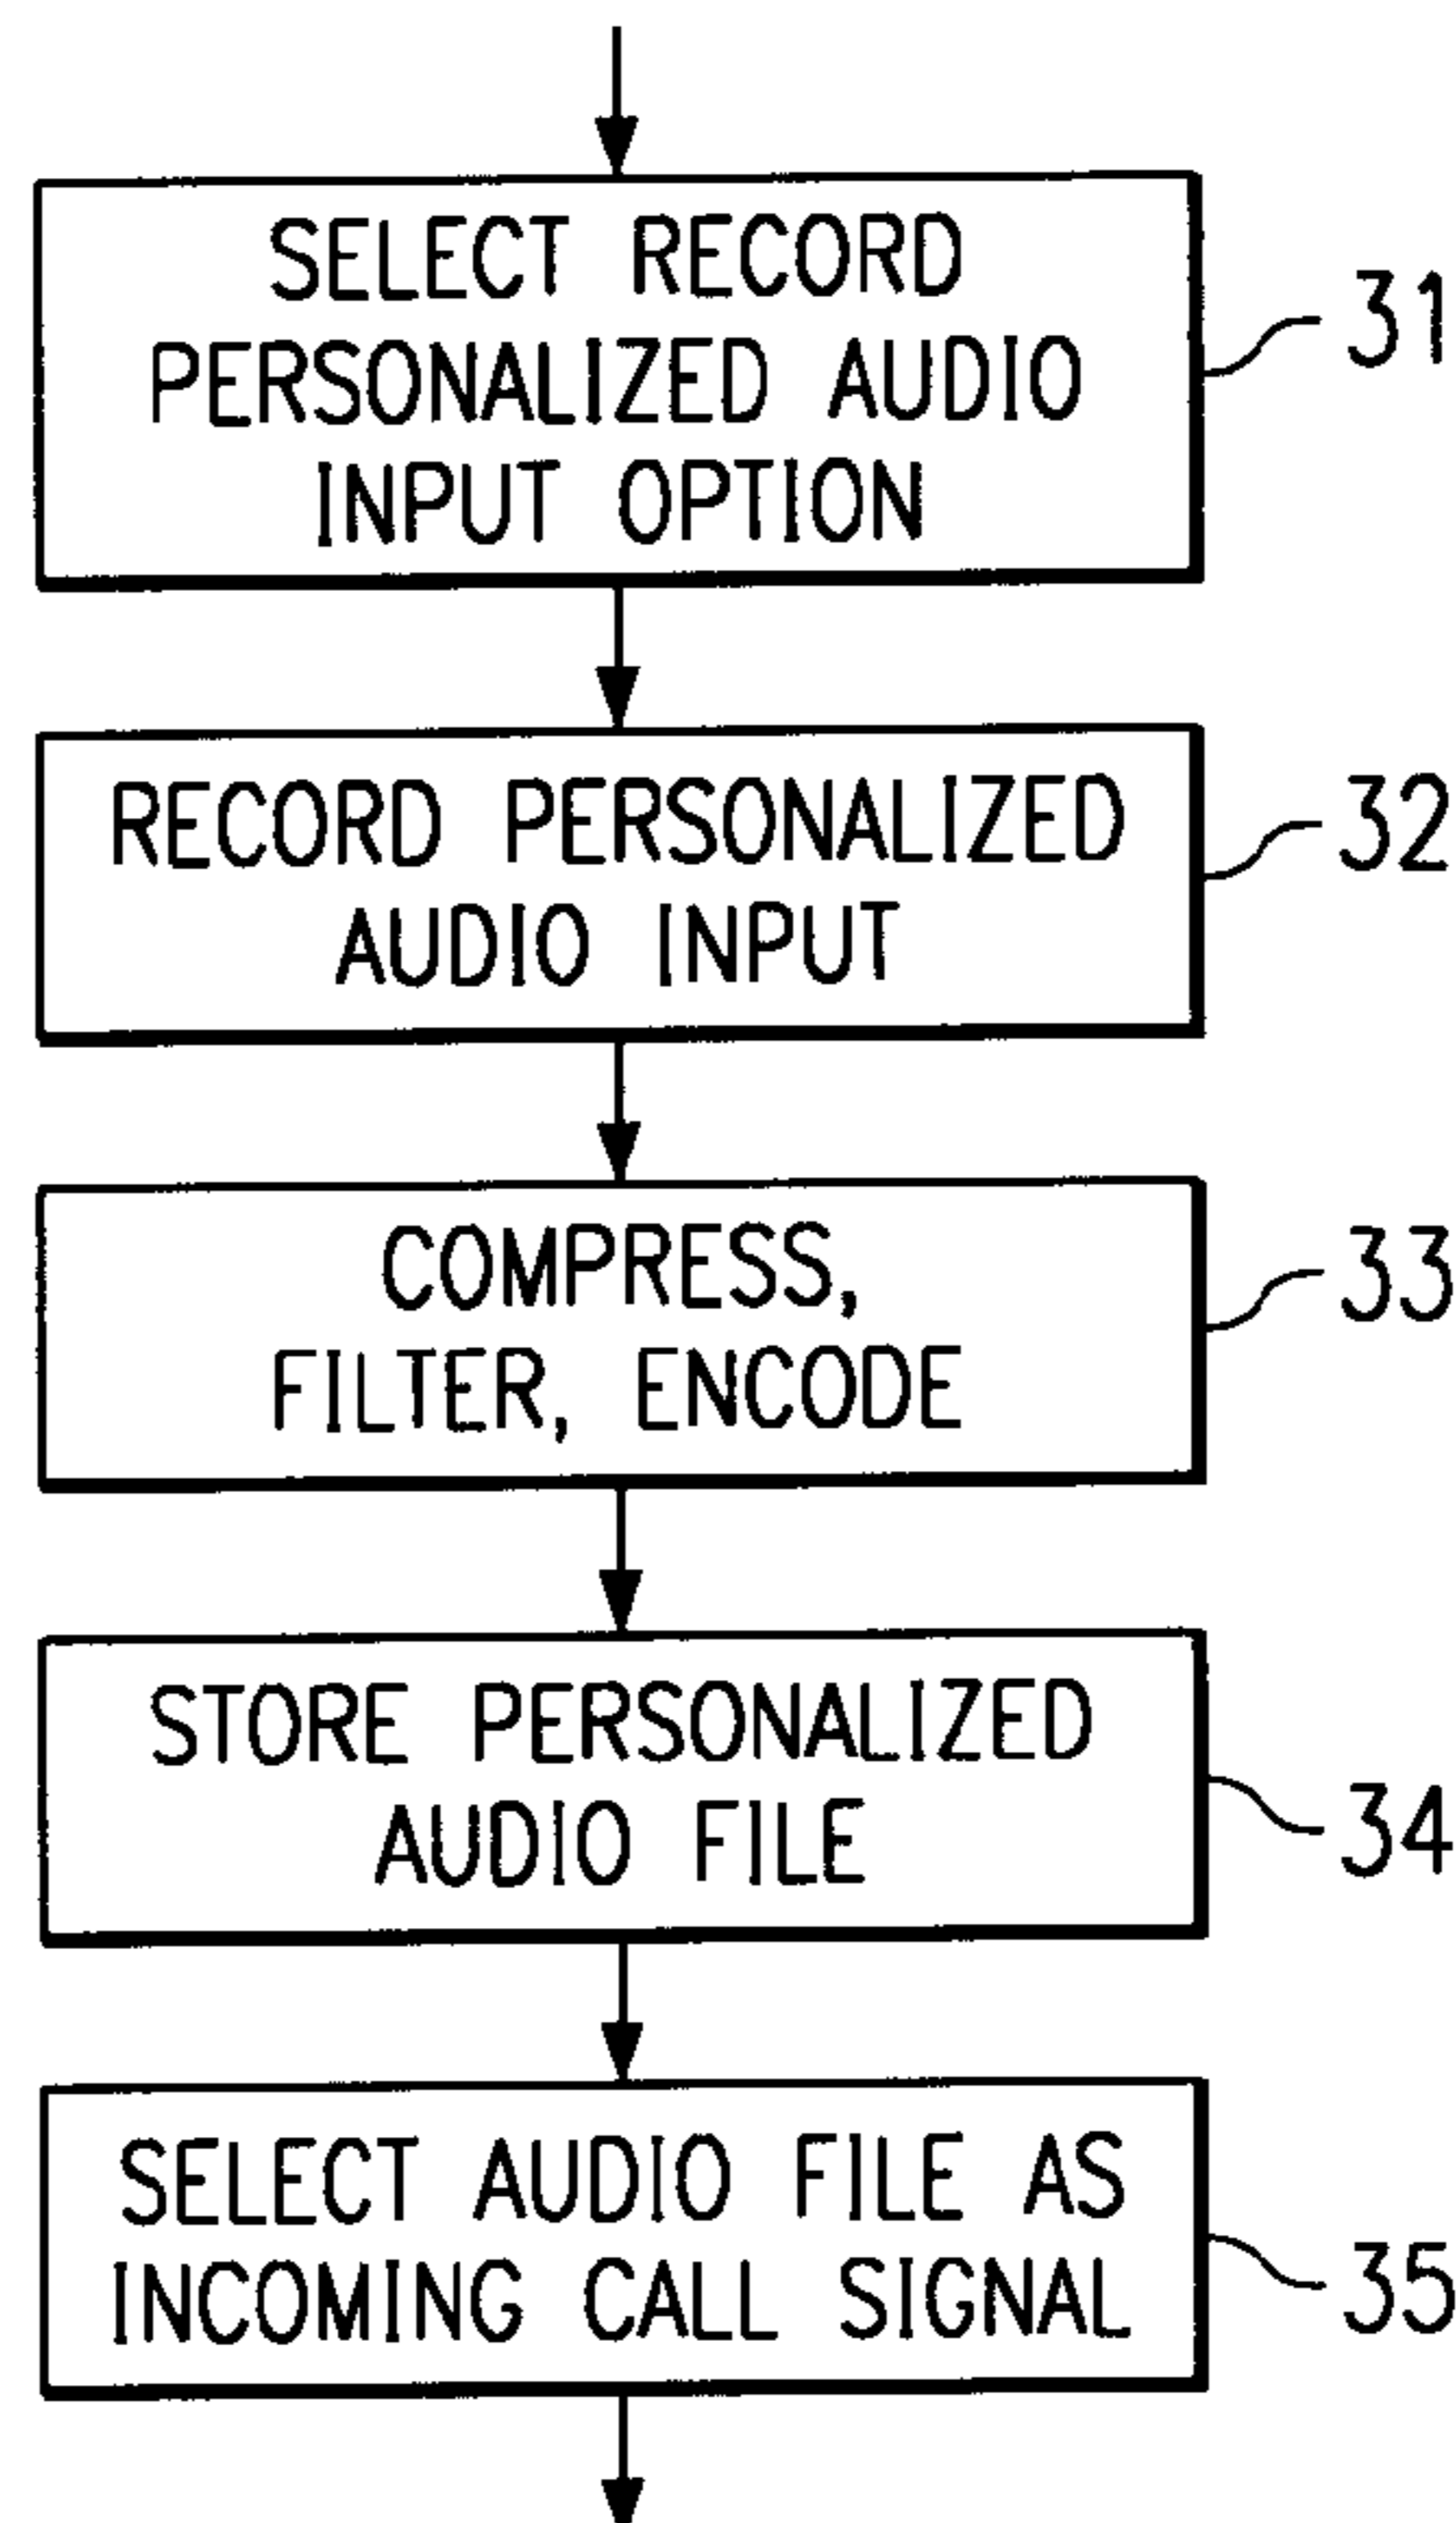 SELECT RECORD
PERSONALIZED AUDIO
INPUT OPTION
31
RECORD PERSONALIZED
AUDIO INPUT
32
COMPRESS,
FILTER, ENCODE
33
STORE PERSONALIZED
AUDIO FILE
34
SELECT AUDIO FILE AS
INCOMING CALL SIGNAL
35